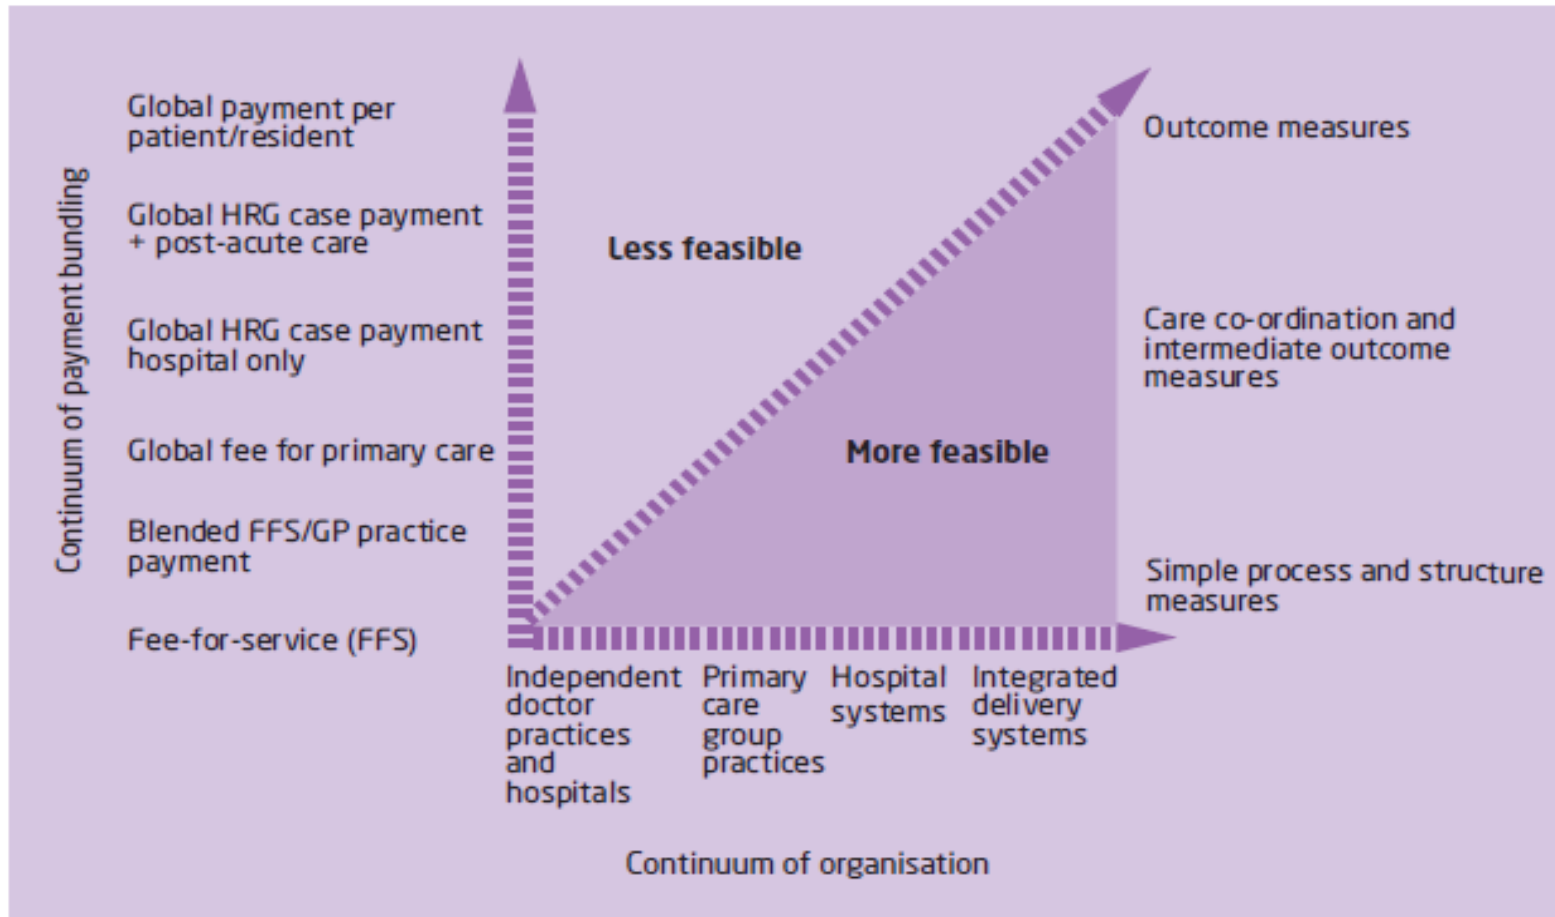 Continuum of payment bundling
Global payment per
patient/resident
Global HRG case payment
+ post-acute care
Global HRG case payment
hospital only
Global fee for primary care
Blended FFS/GP practice
payment
Fee-for-service (FFS)
Less feasible
More feasible
Outcome measures
Care co-ordination and
intermediate outcome
measures
Simple process and structure
measures
Independent
doctor
practices
and
hospitals
Primary
care
group
practices
Hospital
systems
Integrated
delivery
systems
Continuum of organisation